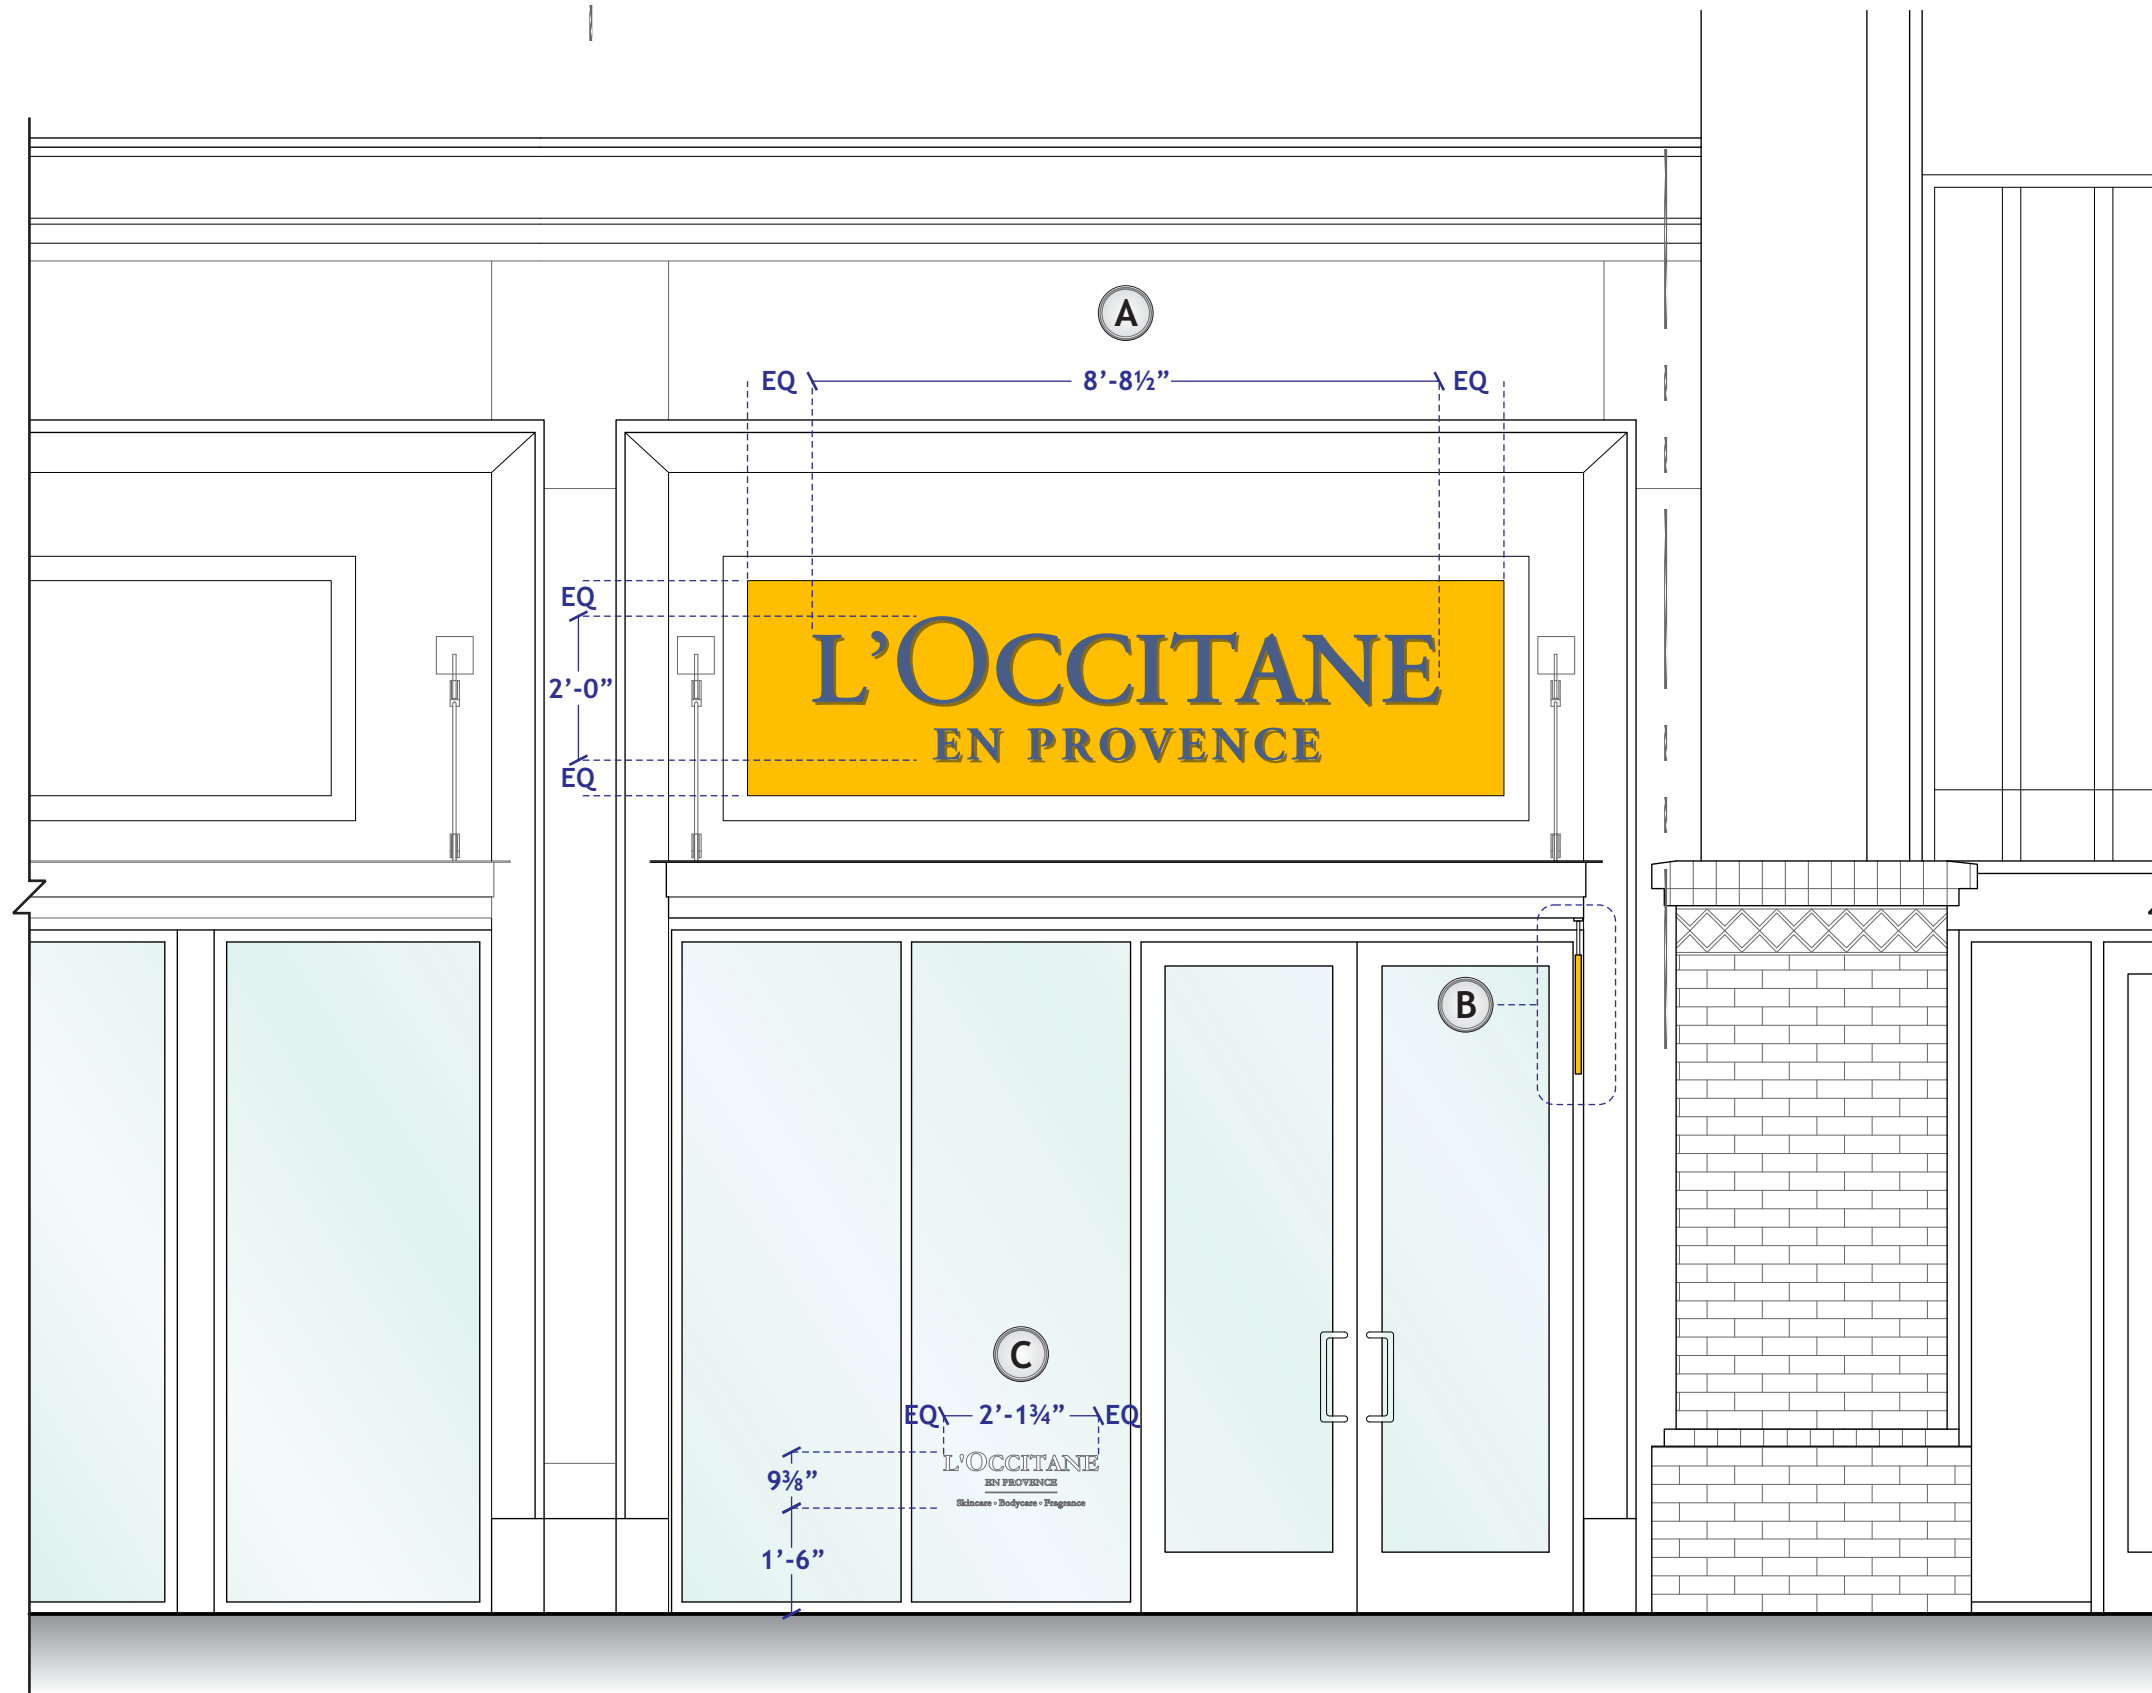 A
EQ 8’-8½” EQ
EQ
2’-0”
EQ
L’OCCITANE
EN PROVENCE
B
C
EQ 2’-1¾” EQ
9⅜”
L'OCCITANE
EN PROVENCE
Skincare • Bodycare • Fragrance
1’-6”